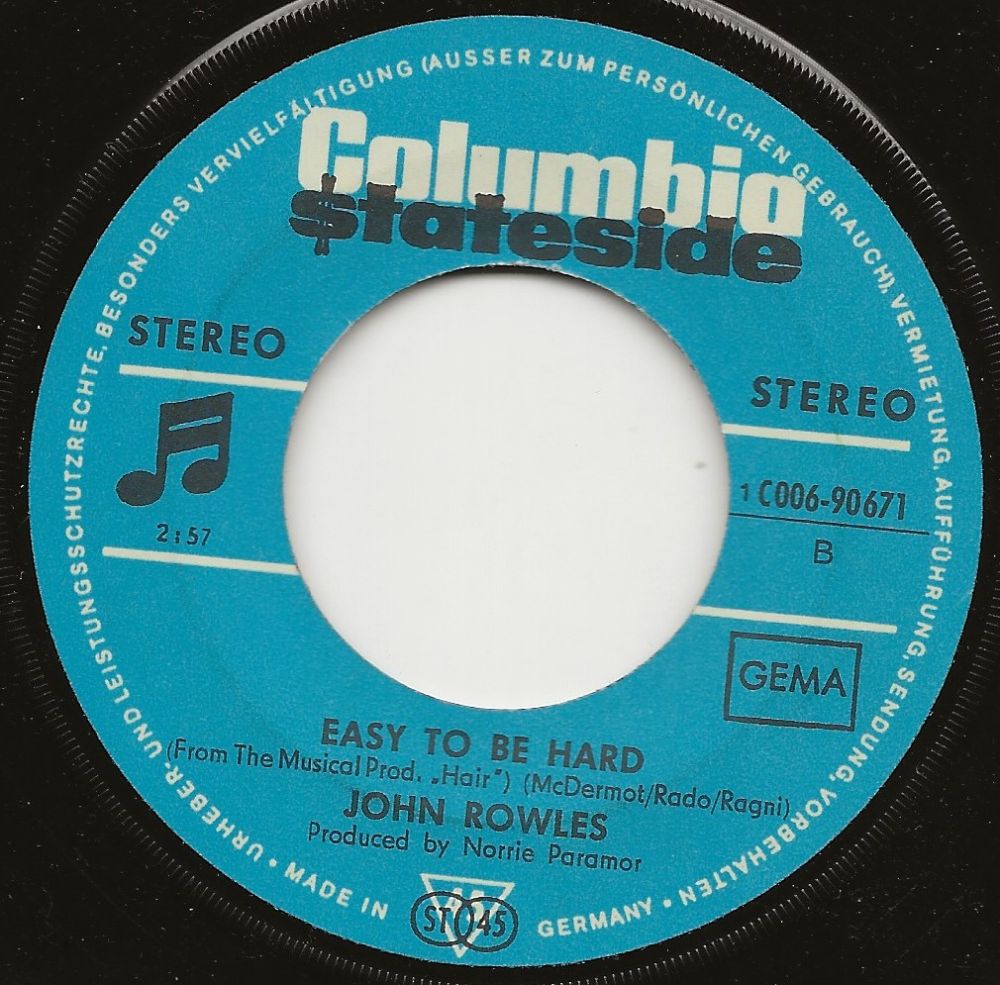 URHEBER- UND LEISTUNGSSCHUTZRECHTE, BESONDERS VERVIELFÄLTIGUNG (AUSSER ZUM PERSÖNLICHEN GEBRAUCH), VERMIETUNG, AUFFÜHRUNG, SENDUNG, VORBEHALTEN •
Columbia
$tateside
STEREO
STEREO
1 C006-90671
2:57
B
GEMA
EASY TO BE HARD
(From The Musical Prod. „Hair") (McDermot/Rado/Ragni)
JOHN ROWLES
Produced by Norrie Paramor
MADE IN GERMANY •
45
ST 45